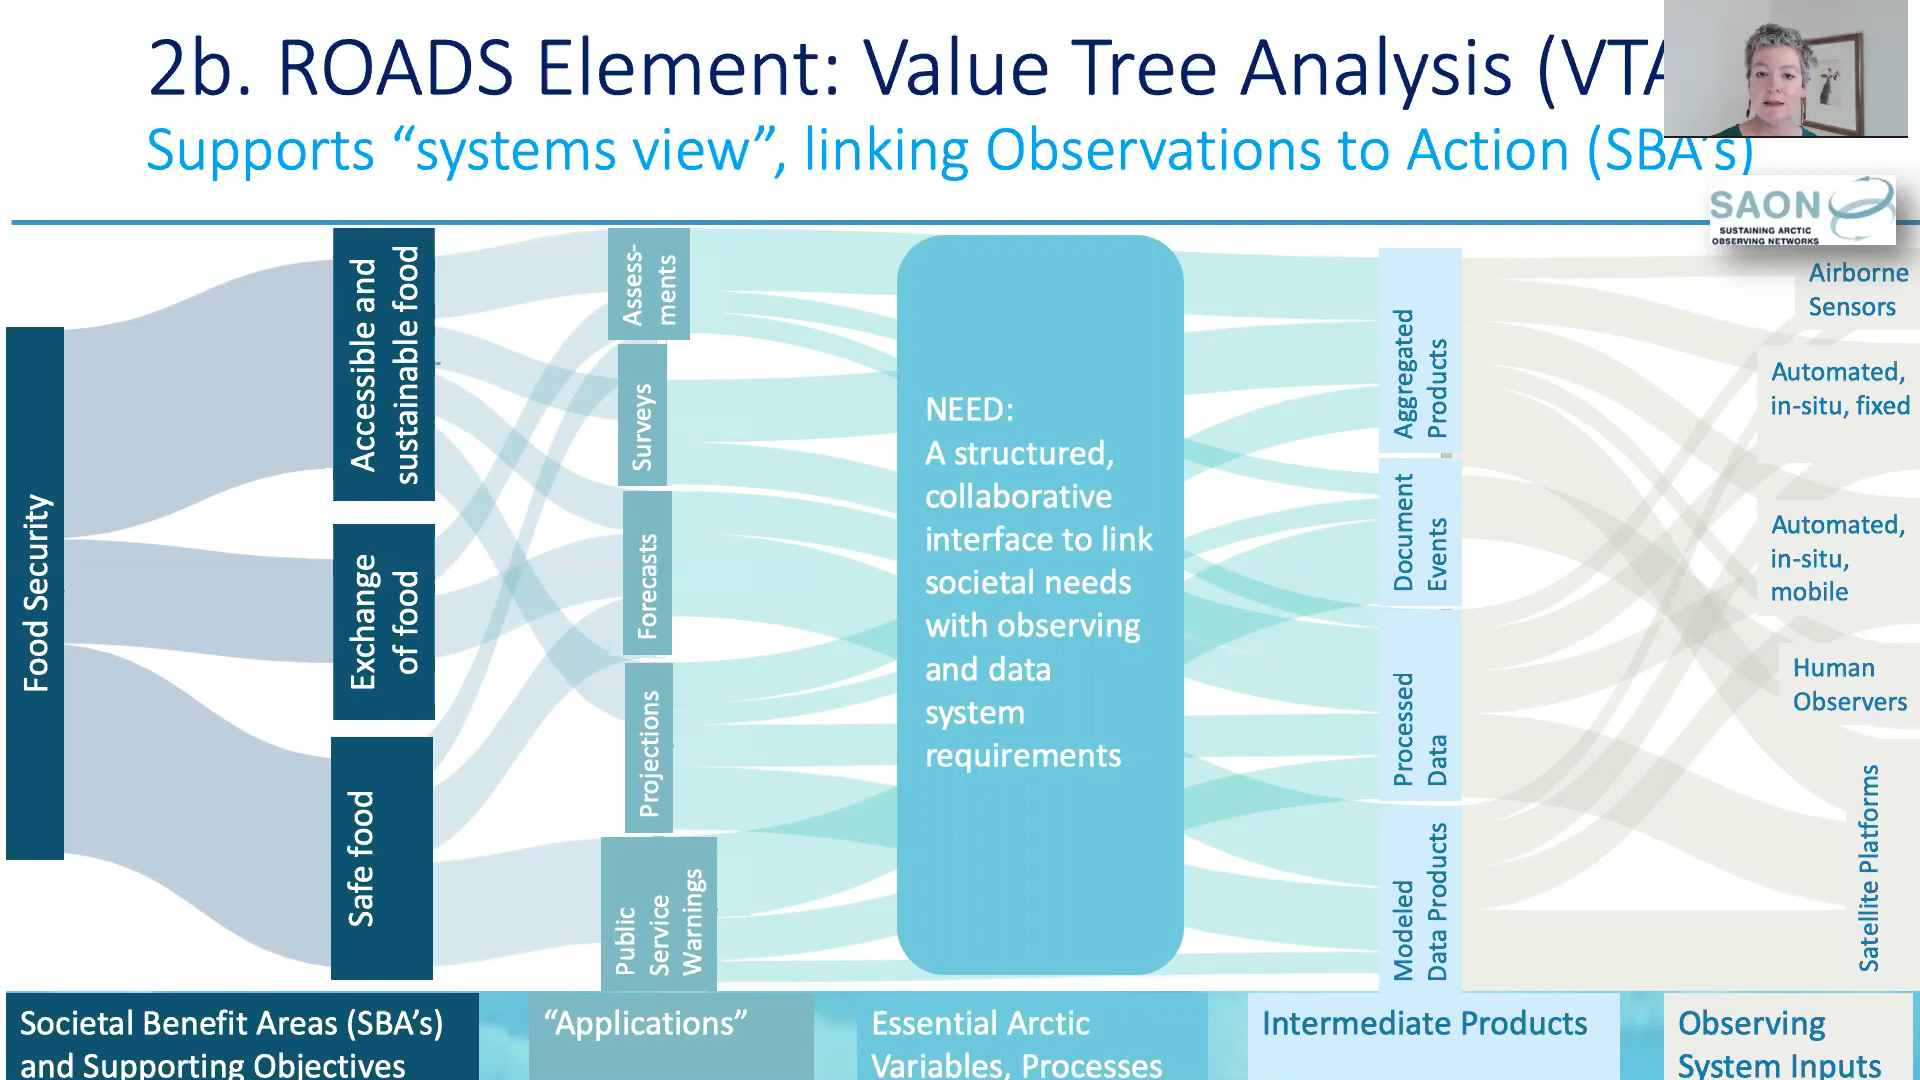 2b. ROADS Element: Value Tree Analysis (VTA
Supports “systems view”, linking Observations to Action (SBA’s)
SAON
SUSTAINING ARCTIC
OBSERVING NETWORKS
Food Security
Accessible and
sustainable food
Exchange
of food
Safe food
Assess-
ments
Surveys
Forecasts
Projections
Public
Service
Warnings
NEED:
A structured,
collaborative
interface to link
societal needs
with observing
and data
system
requirements
Aggregated
Products
Document
Events
Processed
Data
Modeled
Data Products
Airborne
Sensors
Automated,
in-situ, fixed
Automated,
in-situ,
mobile
Human
Observers
Satellite Platforms
Societal Benefit Areas (SBA’s)
and Supporting Objectives
“Applications”
Essential Arctic
Variables, Processes
Intermediate Products
Observing
System Inputs